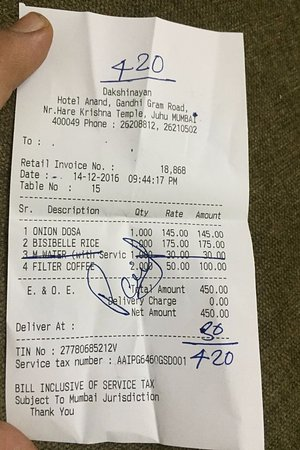 420
Dakshinayan
Hotel Anand, Gandhi Gram Road,
Nr.Hare Krishna Temple, Juhu MUMBAI
400049 Phone : 26208812, 26210502
To :
Retail Invoice No. : 18,868
Date : 14-12-2016 09:44:17 PM
Table No : 15
Sr. Description Qty Rate Amount
1 ONION DOSA 1.000 145.00 145.00
2 BISIBELLE RICE 1.000 175.00 175.00
3 M WATER (with Servic 1.000 30.00 30.00
4 FILTER COFFEE 2.000 50.00 100.00
Paid
E. & O.E. Total Amount 450.00
Delivery Charge 0.00
Net Amount 450.00
Deliver At : 30
TIN No : 27780685212V
Service tax number : AAIPG6460GSD001 420
BILL INCLUSIVE OF SERVICE TAX
Subject To Mumbai Jurisdiction
Thank You